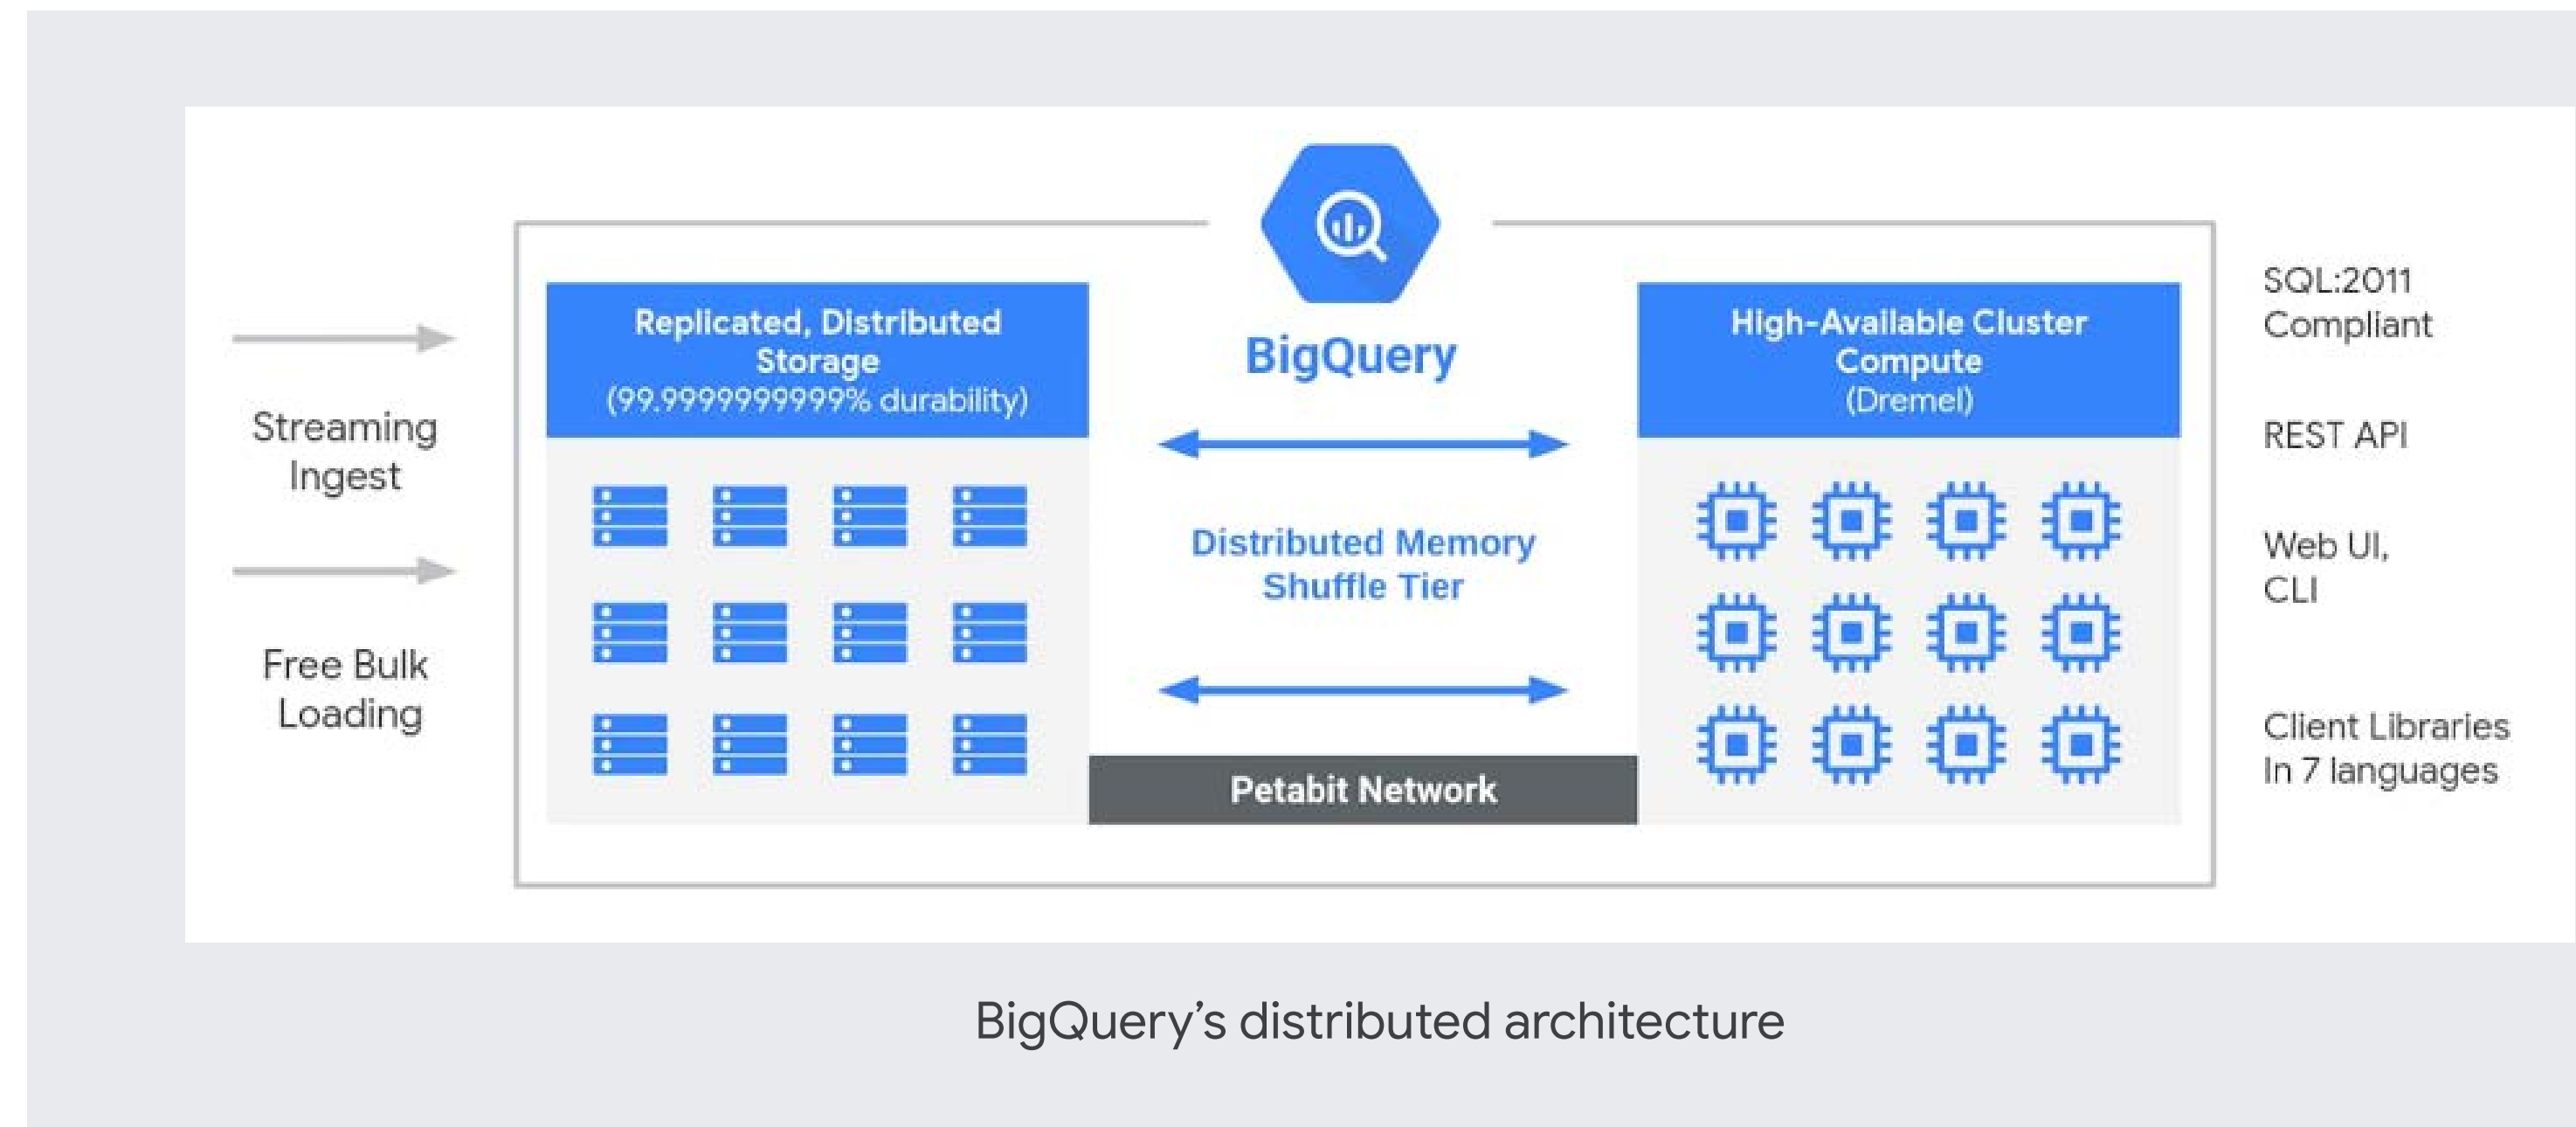 Streaming
Ingest
Free Bulk
Loading
Replicated, Distributed
Storage
(99.9999999999% durability)
BigQuery
Distributed Memory
Shuffle Tier
Petabit Network
High-Available Cluster
Compute
(Dremel)
SQL:2011
Compliant
REST API
Web UI,
CLI
Client Libraries
In 7 languages
BigQuery’s distributed architecture